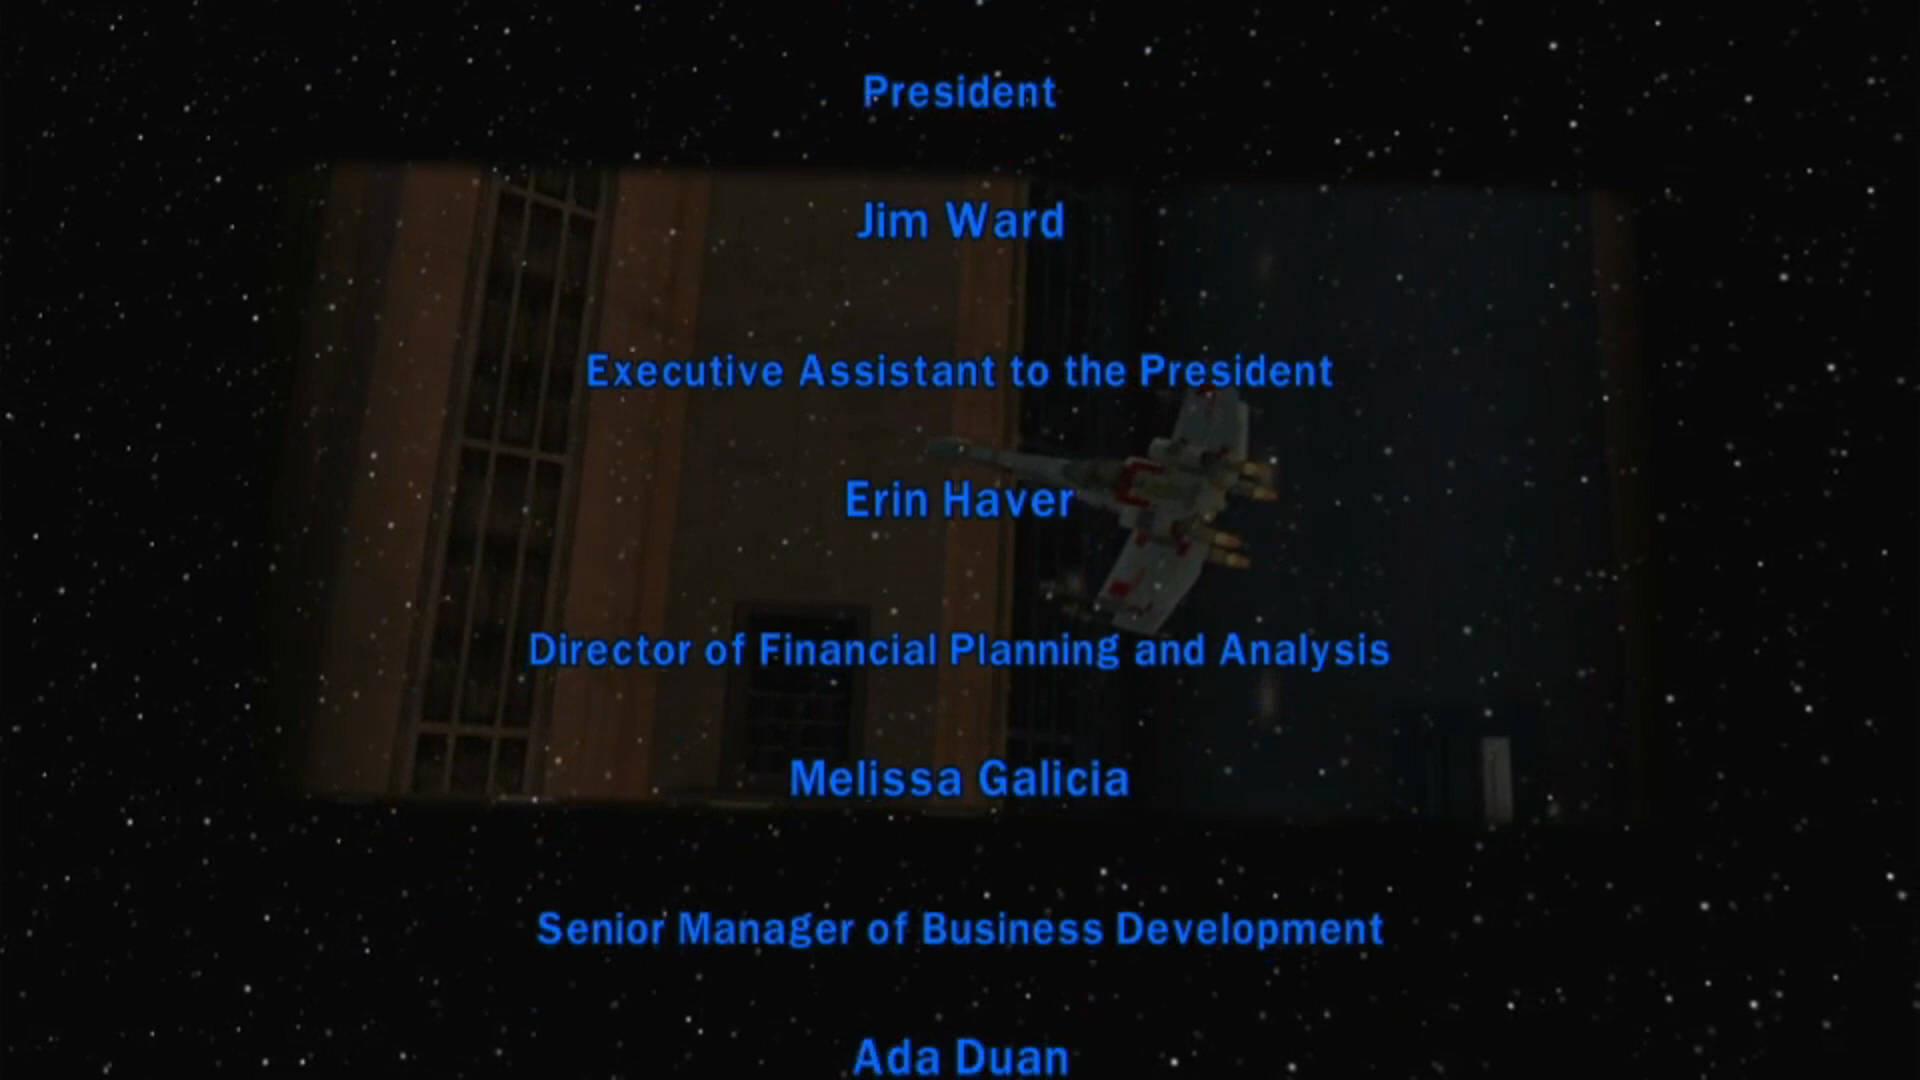 President
Jim Ward
Executive Assistant to the President
Erin Haver
Director of Financial Planning and Analysis
Melissa Galicia
Senior Manager of Business Development
Ada Duan